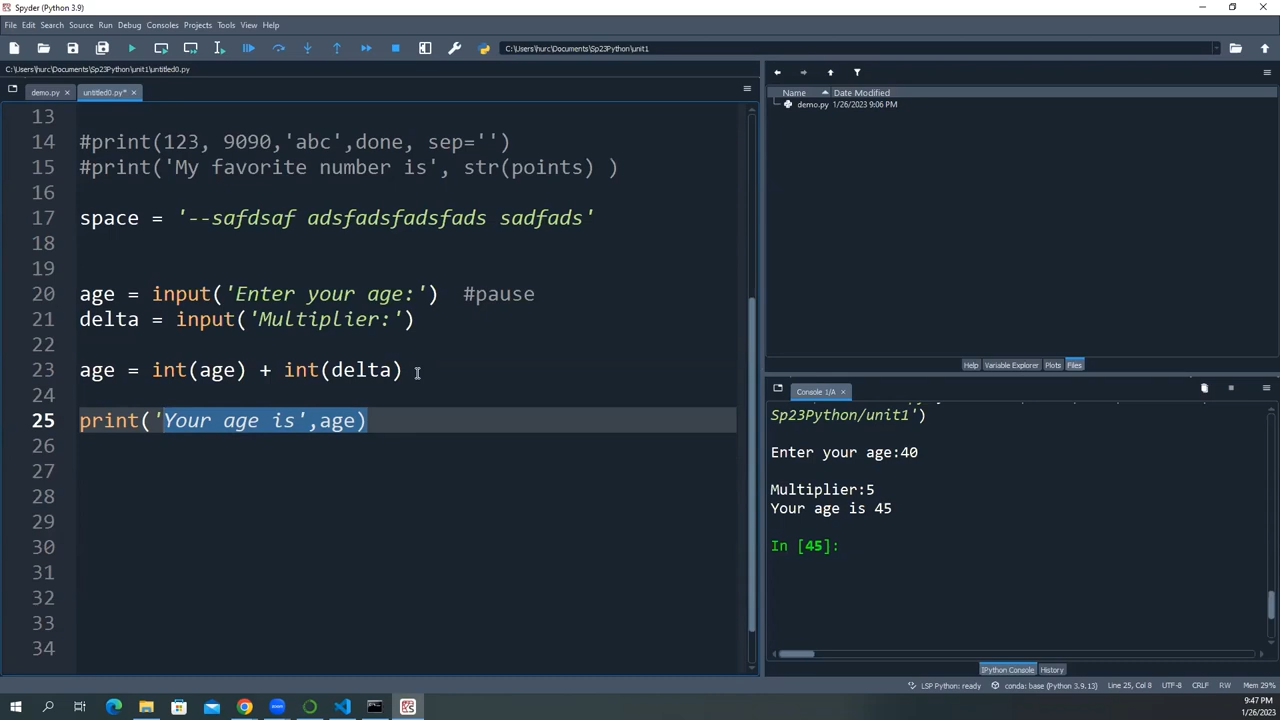 Spyder (Python 3.9)
File Edit Search Source Run Debug Consoles Projects Tools View Help
C:\Users\hurc\Documents\Sp23Python\unit1
C:\Users\hurc\Documents\Sp23Python\unit1\untitled0.py
demo.py untitled0.py*
13
14 #print(123, 9090,'abc',done, sep='')
15 #print('My favorite number is', str(points) )
16
17 space = '--safdsaf adsfadsfadsfads sadfads'
18
19
20 age = input('Enter your age:')  #pause
21 delta = input('Multiplier:')
22
23 age = int(age) + int(delta)
24
25 print('Your age is',age)
26
27
28
29
30
31
32
33
34
Name Date Modified
demo.py 1/26/2023 9:06 PM
Help Variable Explorer Plots Files
Console 1/A
Sp23Python/unit1')
Enter your age:40
Multiplier:5
Your age is 45
In [45]:
IPython Console History
LSP Python: ready conda: base (Python 3.9.13) Line 25, Col 8 UTF-8 CRLF RW Mem 29%
9:47 PM
1/26/2023